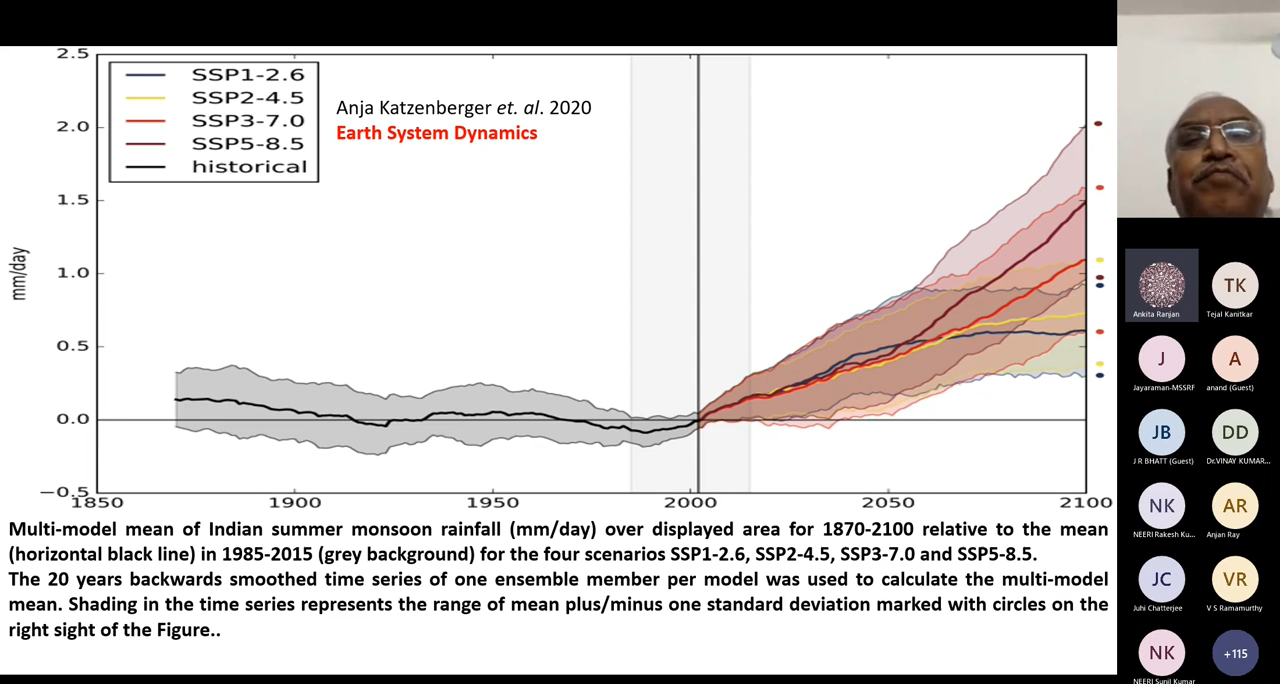 2.5
2.0
1.5
1.0
0.5
0.0
−0.5
mm/day
SSP1-2.6
SSP2-4.5
SSP3-7.0
SSP5-8.5
historical
Anja Katzenberger et. al. 2020
Earth System Dynamics
1850 1900 1950 2000 2050 2100
Multi-model mean of Indian summer monsoon rainfall (mm/day) over displayed area for 1870-2100 relative to the mean
(horizontal black line) in 1985-2015 (grey background) for the four scenarios SSP1-2.6, SSP2-4.5, SSP3-7.0 and SSP5-8.5.
The 20 years backwards smoothed time series of one ensemble member per model was used to calculate the multi-model
mean. Shading in the time series represents the range of mean plus/minus one standard deviation marked with circles on the
right sight of the Figure..
TK
Ankita Ranjan Tejal Kanitkar
J A
Jayaraman-MSSRF anand (Guest)
JB DD
J R BHATT (Guest) Dr.VINAY KUMAR...
NK AR
NEERI Rakesh Ku... Anjan Ray
JC VR
Juhi Chatterjee V S Ramamurthy
NK +115
NEERI Sunil Kumar